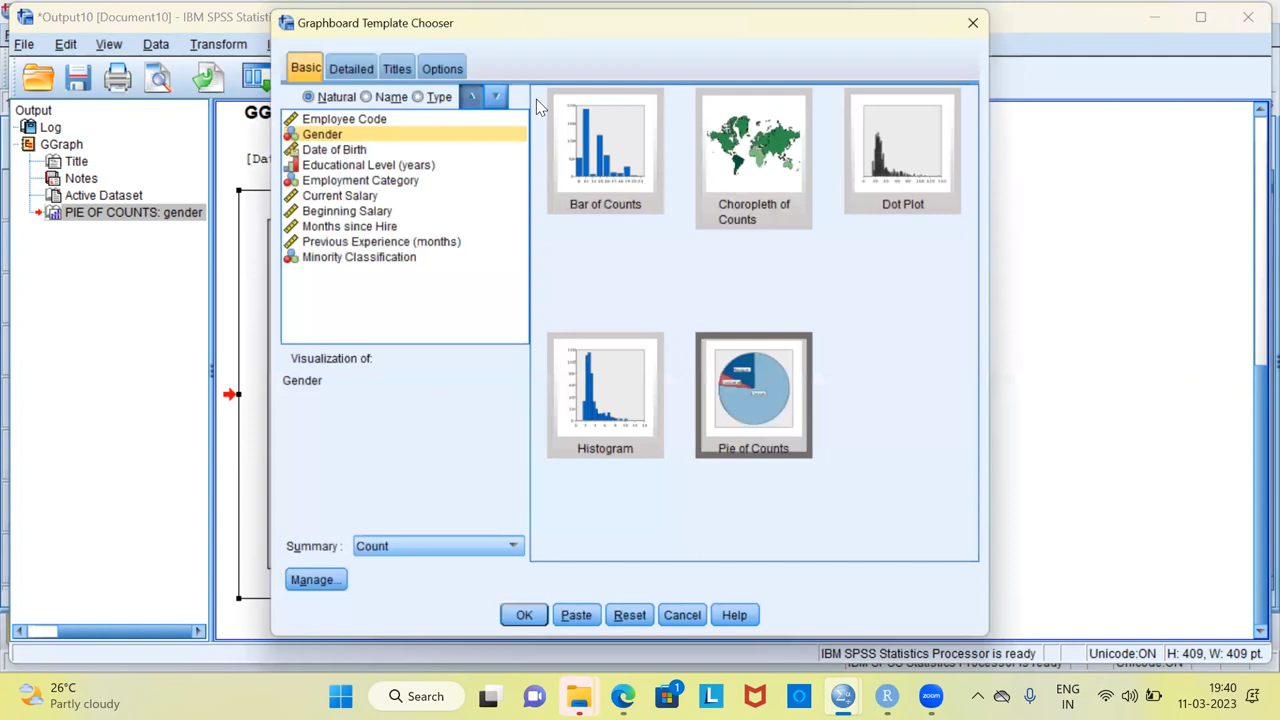 *Output10 [Document10] - IBM SPSS Statisti
Graphboard Template Chooser
File Edit View Data Transform
Basic Detailed Titles Options
Natural Name Type
Output
Log
GGraph
Title
Notes
Active Dataset
PIE OF COUNTS: gender
GG
[Da
Employee Code
Gender
Date of Birth
Educational Level (years)
Employment Category
Current Salary
Beginning Salary
Months since Hire
Previous Experience (months)
Minority Classification
Bar of Counts
Choropleth of
Counts
Dot Plot
Histogram
Pie of Counts
Visualization of:
Gender
Summary: Count
Manage...
OK Paste Reset Cancel Help
IBM SPSS Statistics Processor is ready Unicode:ON H: 409, W: 409 pt.
26°C
Partly cloudy
Search
1
zoom
ENG
IN
19:40
11-03-2023